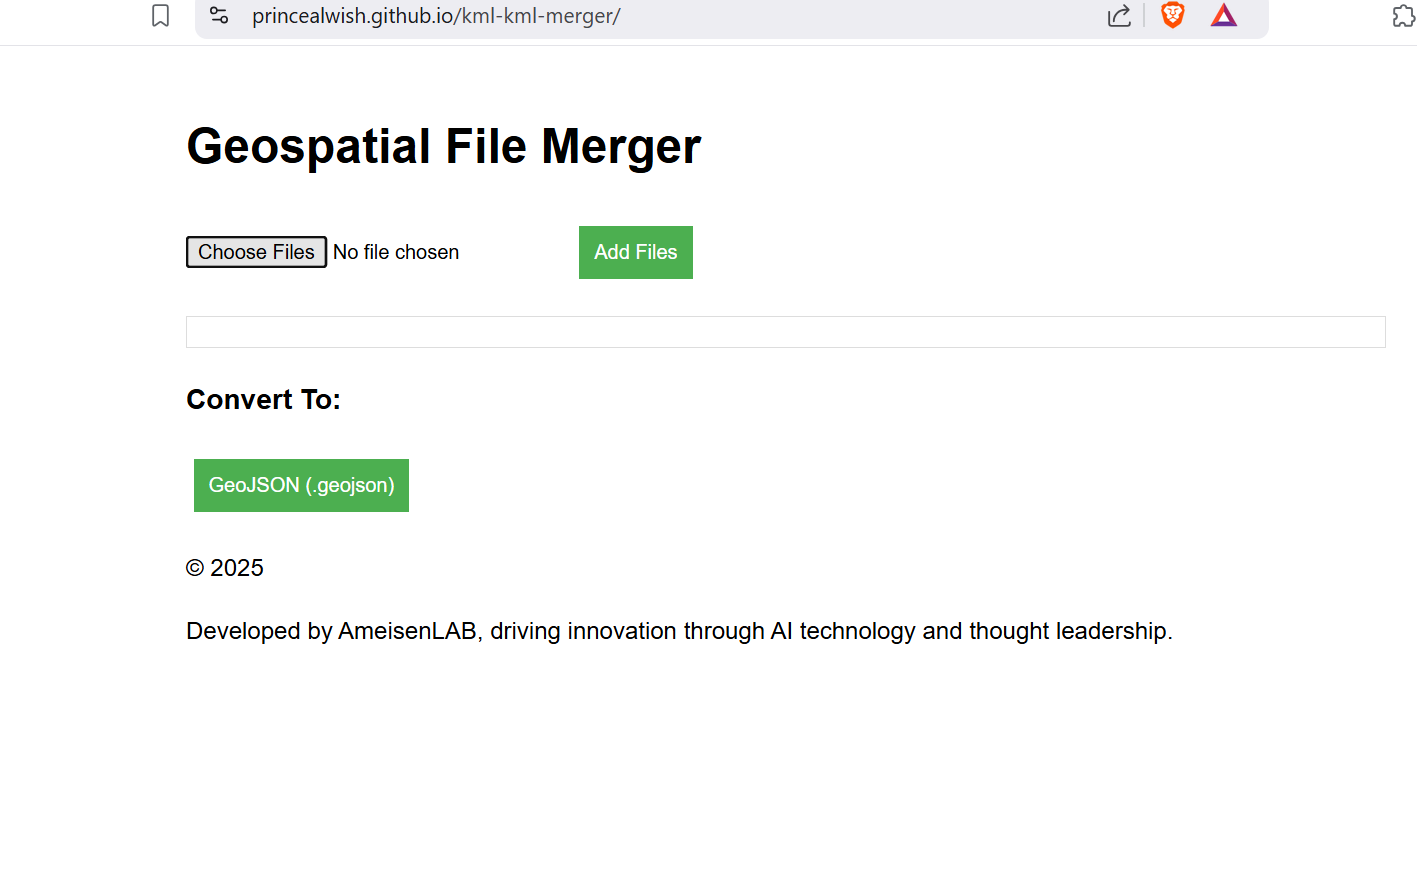 princealwish.github.io/kml-kml-merger/
Geospatial File Merger
Choose Files No file chosen Add Files
Convert To:
GeoJSON (.geojson)
© 2025
Developed by AmeisenLAB, driving innovation through AI technology and thought leadership.